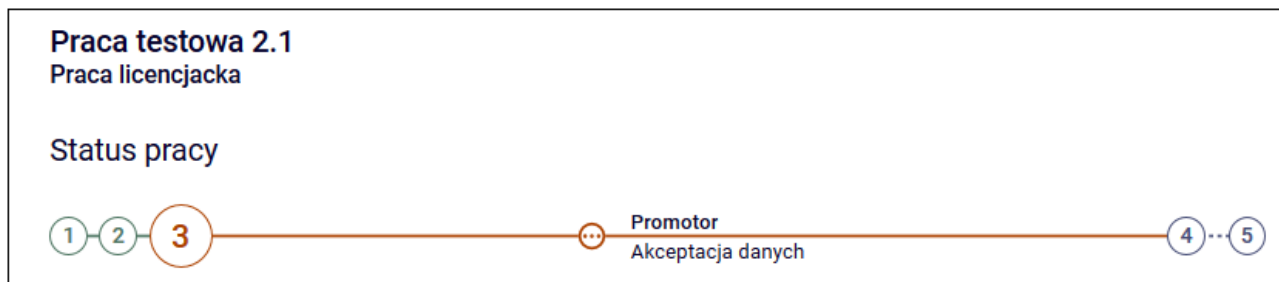 Praca testowa 2.1
Praca licencjacka
Status pracy
1 2 3 Promotor 4 5
Akceptacja danych